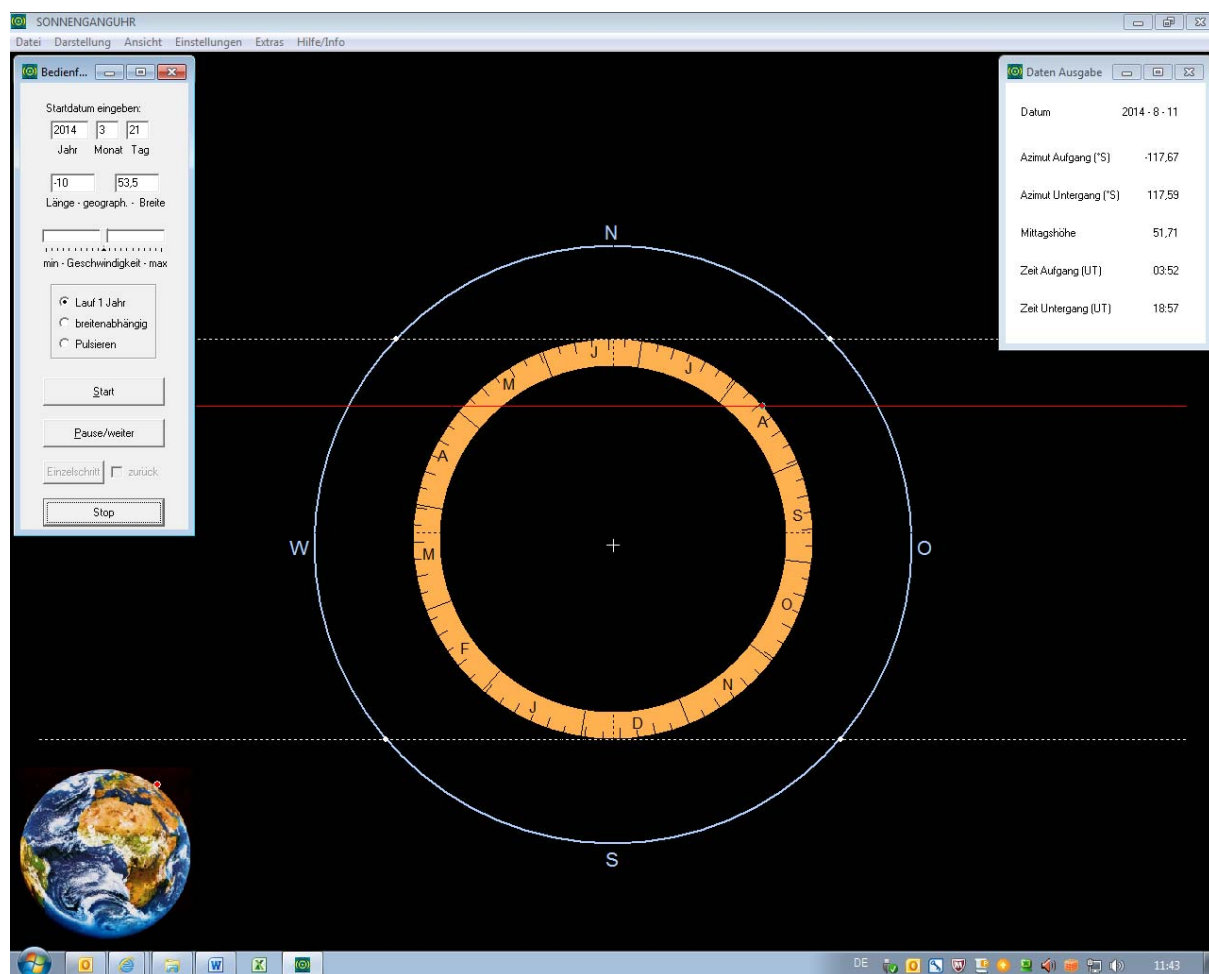 SONNENGANGUHR
Datei Darstellung Ansicht Einstellungen Extras Hilfe/Info
Bedienf...
Startdatum eingeben:
2014 3 21
Jahr Monat Tag
-10 53,5
Länge - geograph. - Breite
min - Geschwindigkeit - max
Lauf 1 Jahr
breitenabhängig
Pulsieren
Start
Pause/weiter
Einzelschritt zurück
Stop
Daten Ausgabe
Datum 2014 - 8 - 11
Azimut Aufgang (°S) -117,67
Azimut Untergang (°S) 117,59
Mittagshöhe 51,71
Zeit Aufgang (UT) 03:52
Zeit Untergang (UT) 18:57
N
J
J
M
A
A
S
W
M
O
O
F
N
J
D
S
DE 11:43